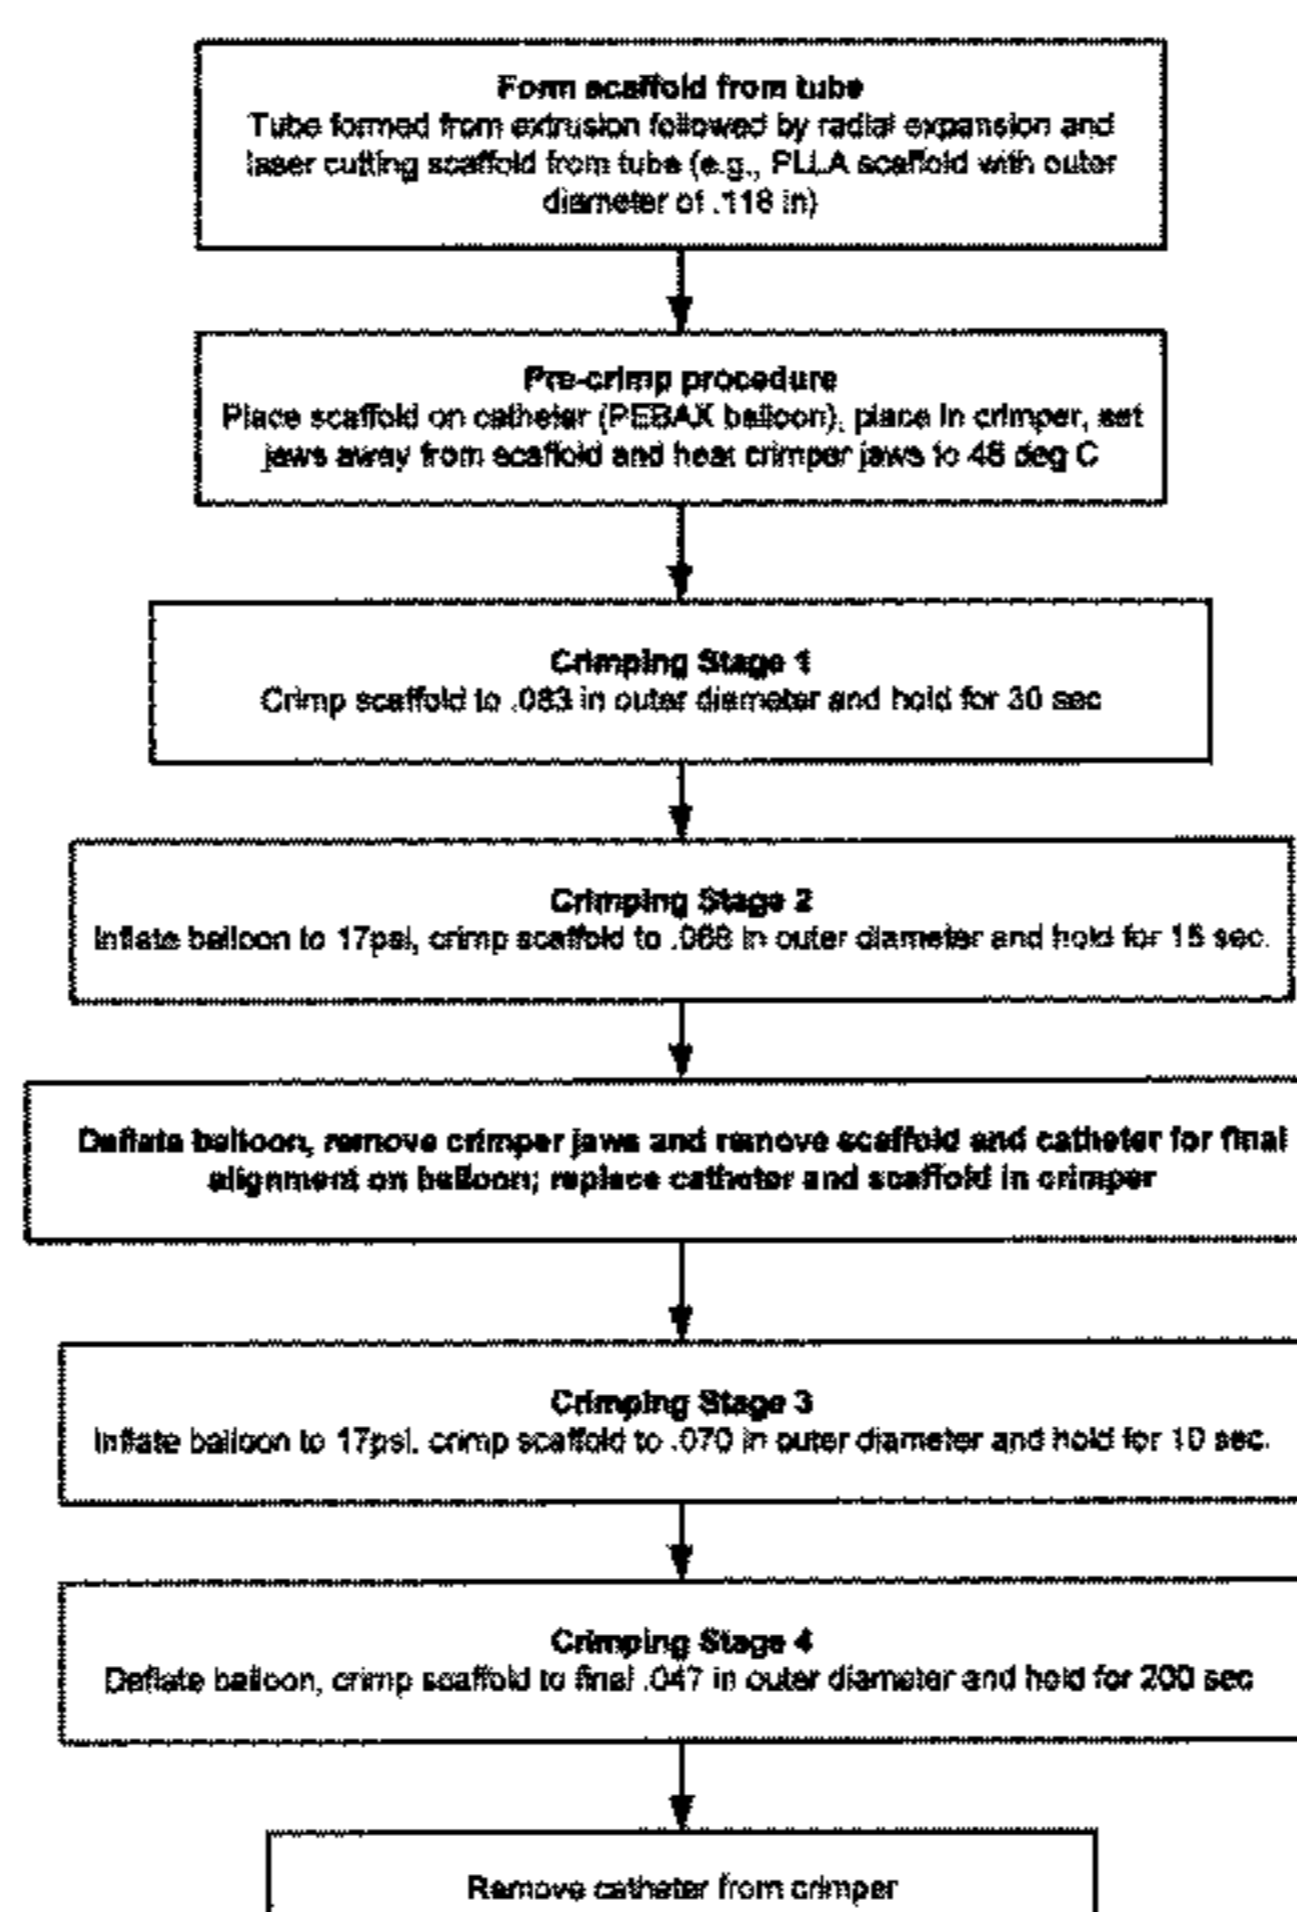 Form scaffold from tube
Tube formed from extrusion followed by radial expansion and
laser cutting scaffold from tube (e.g., PLLA scaffold with outer
diameter of .118 in)
Pre-crimp procedure
Place scaffold on catheter (PEBAX balloon), place in crimper, set
jaws away from scaffold and heat crimper jaws to deg C
Crimping Stage 1
Crimp scaffold to .083 in outer diameter and hold for 30 sec
Crimping Stage 2
Inflate balloon to 17psi, crimp scaffold to in outer diameter and hold for 15 sec.
Deflate balloon, remove crimper jaws and remove scaffold and catheter for final
alignment on balloon; replace catheter and scaffold in crimper
Crimping Stage 3
Inflate balloon to 17psi, crimp scaffold to .070 in outer diameter and hold for 10 sec.
Crimping Stage 4
Deflate balloon, crimp scaffold to final .047 in outer diameter and hold for 200 sec
Remove catheter from crimper